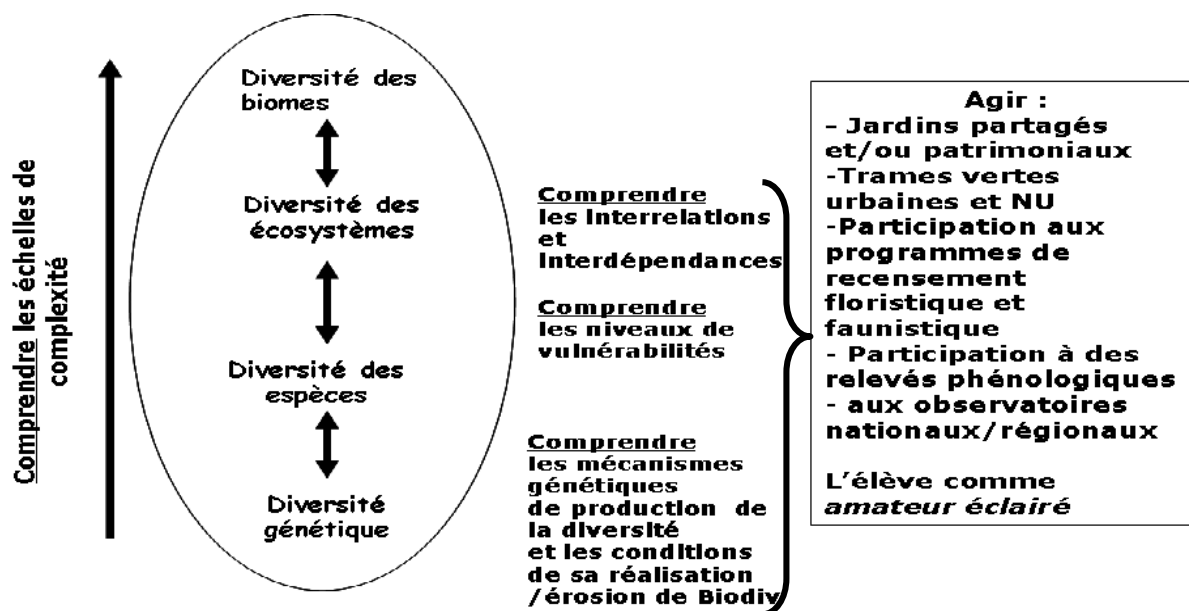 Comprendre les échelles de
complexité
Diversité des
biomes
Diversité des
écosystèmes
Diversité des
espèces
Diversité
génétique
Comprendre
les interrelations
et
interdépendances
Comprendre
les niveaux de
vulnérabilités
Comprendre
les mécanismes
génétiques
de production de
la diversité
et les conditions
de sa réalisation
/érosion de Biodiv
Agir :
- Jardins partagés
et/ou patrimoniaux
-Trames vertes
urbaines et NU
-Participation aux
programmes de
recensement
floristique et
faunistique
- Participation à des
relevés phénologiques
- aux observatoires
nationaux/régionaux
L'élève comme
amateur éclairé